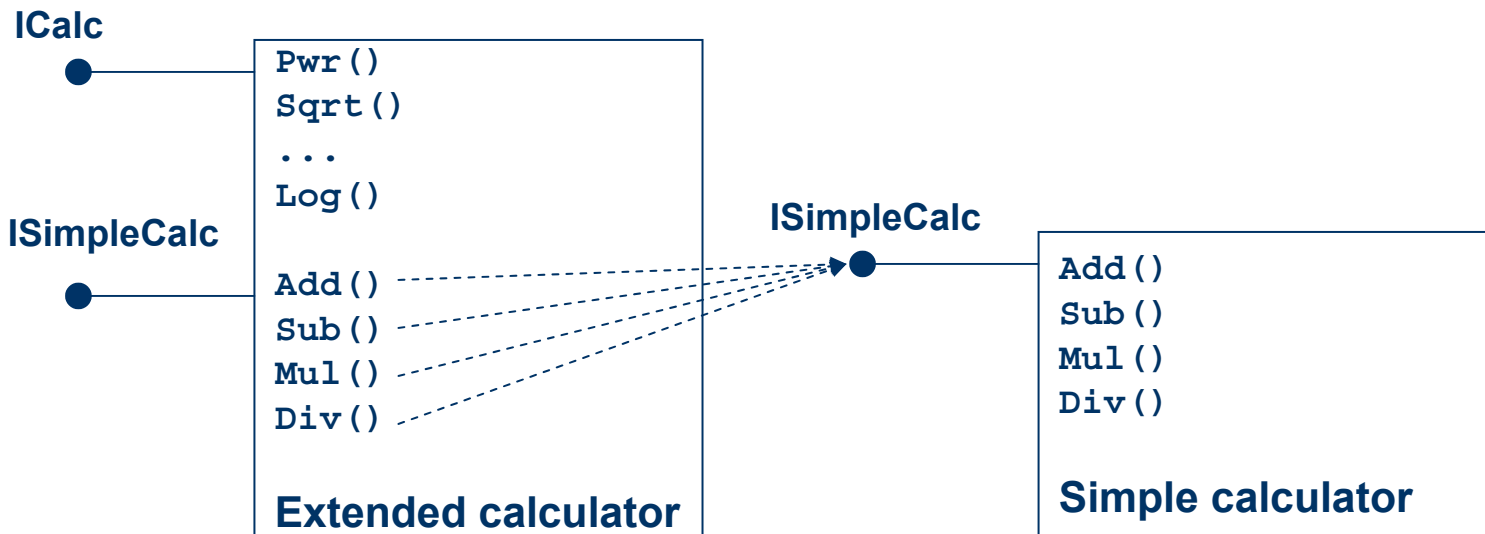 ICalc
Pwr()
Sqrt()
...
Log()
ISimpleCalc
Add()
Sub()
Mul()
Div()
Extended calculator
ISimpleCalc
Add()
Sub()
Mul()
Div()
Simple calculator